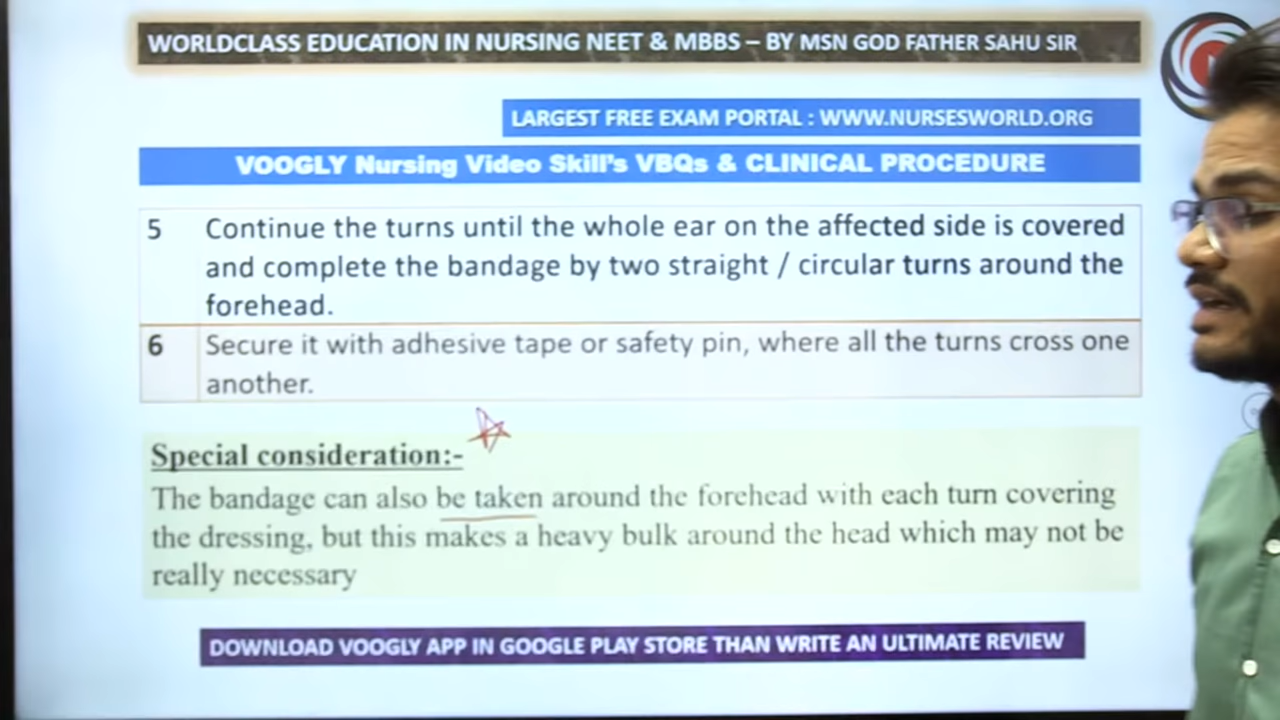 WORLDCLASS EDUCATION IN NURSING NEET & MBBS – BY MSN GOD FATHER SAHU SIR
LARGEST FREE EXAM PORTAL : WWW.NURSESWORLD.ORG
VOOGLY Nursing Video Skill's VBQs & CLINICAL PROCEDURE
5 Continue the turns until the whole ear on the affected side is covered
and complete the bandage by two straight / circular turns around the
forehead.
6 Secure it with adhesive tape or safety pin, where all the turns cross one
another.
Special consideration:-
The bandage can also be taken around the forehead with each turn covering
the dressing, but this makes a heavy bulk around the head which may not be
really necessary
DOWNLOAD VOOGLY APP IN GOOGLE PLAY STORE THAN WRITE AN ULTIMATE REVIEW